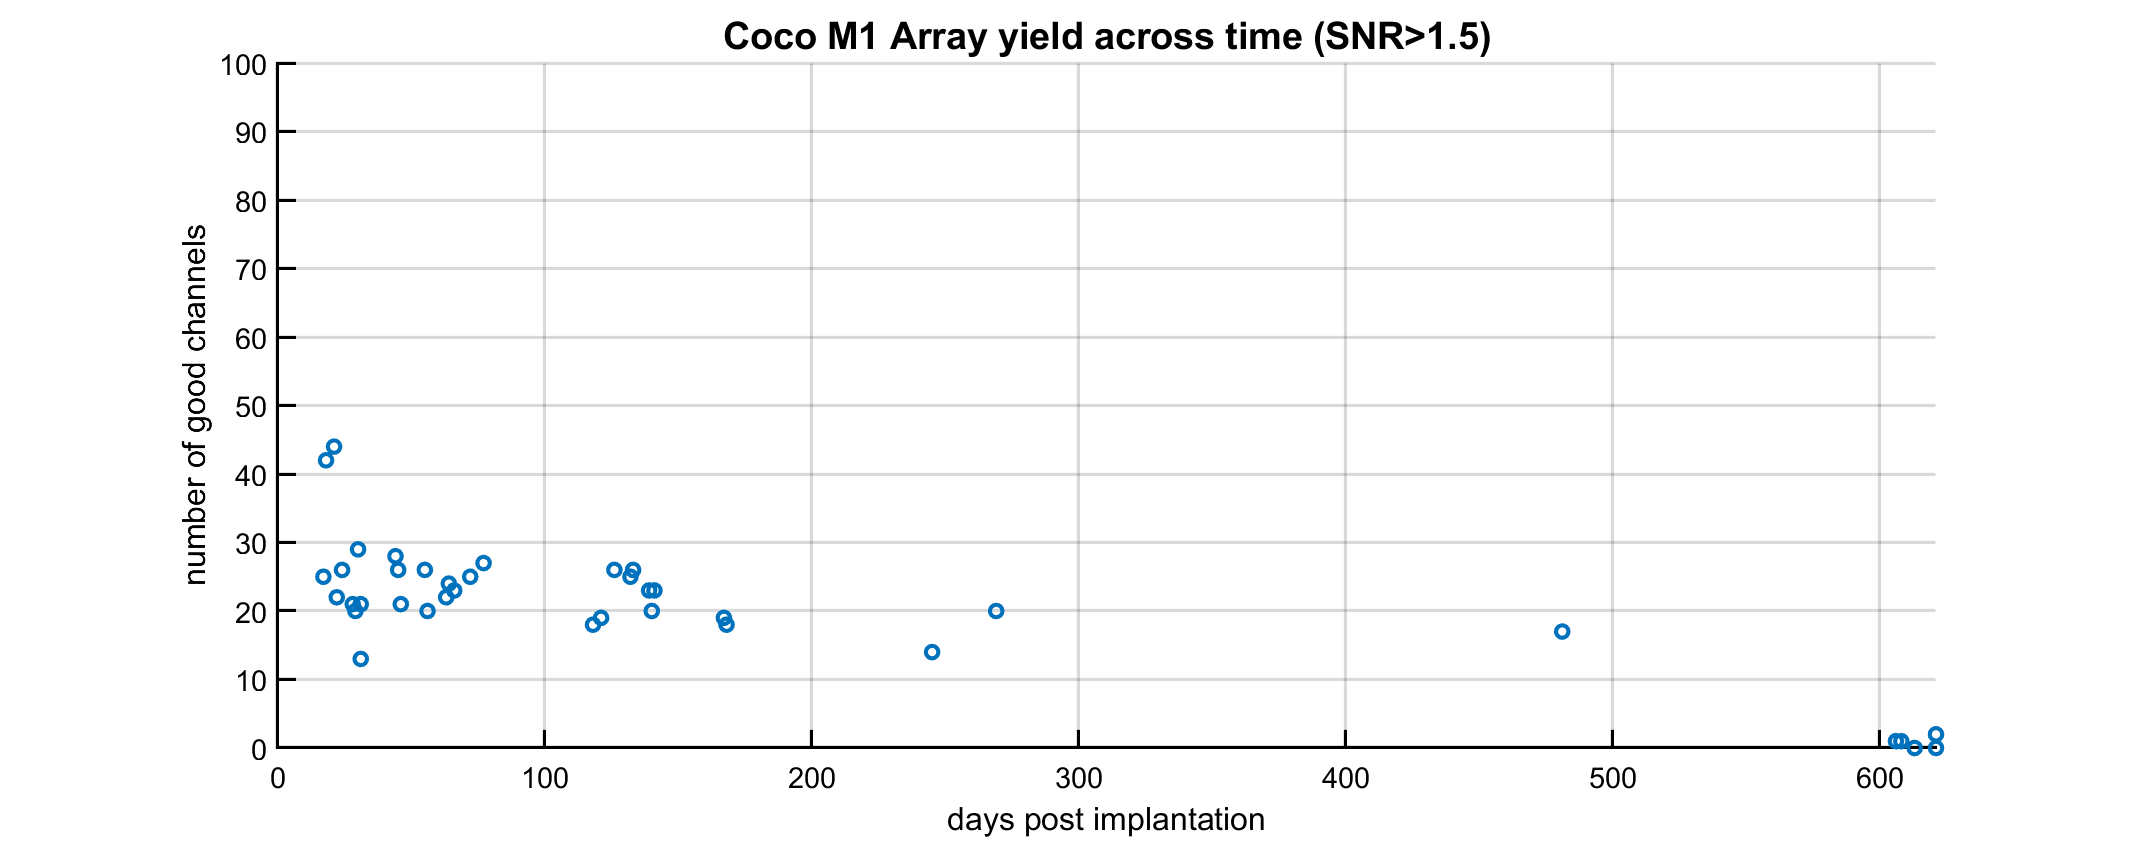 Coco M1 Array yield across time (SNR>1.5)
100
90
80
70
60
50
40
30
20
10
0
number of good channels
0 100 200 300 400 500 600
days post implantation